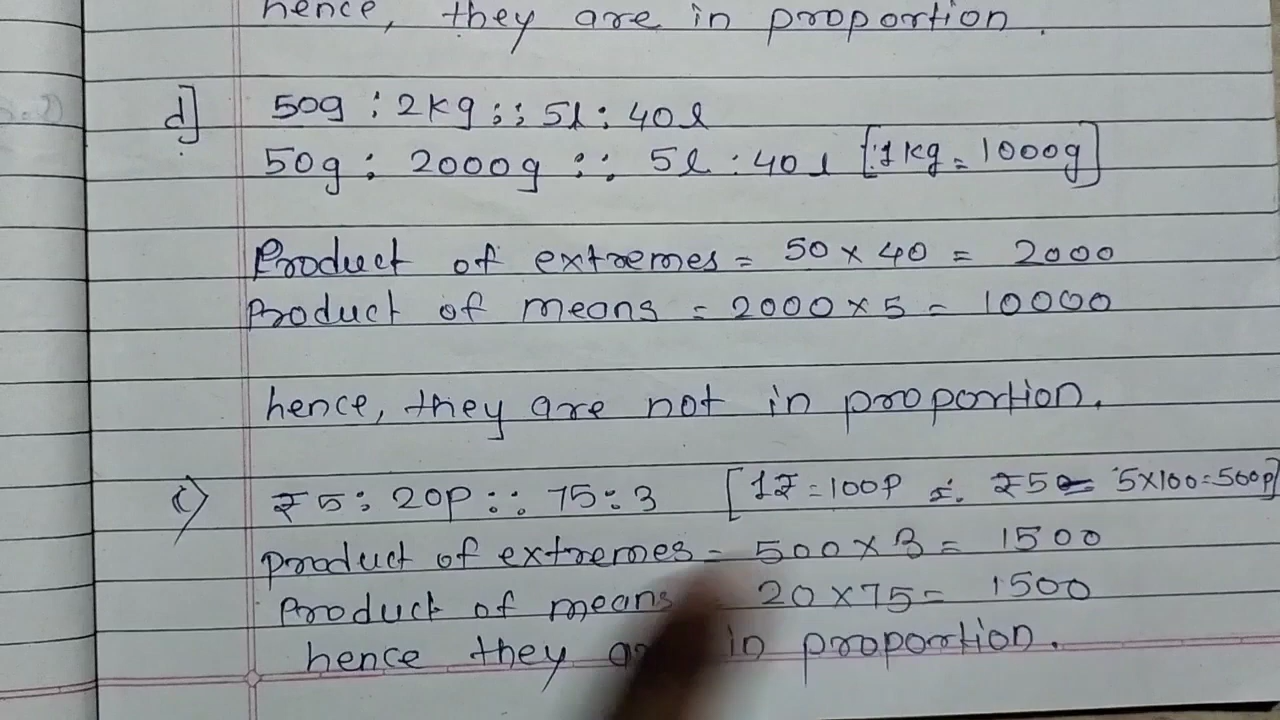 hence, they are in proportion.
d] 50g : 2kg :: 5l : 40l
50g : 2000g :: 5l : 40l [1kg = 1000g]
Product of extremes = 50 × 40 = 2000
Product of means = 2000 × 5 = 10000
hence, they are not in proportion.
c) ₹5 : 20P :: 75 : 3 [1₹ = 100P ∴ ₹5 = 5×100=500p]
Product of extremes = 500 × 3 = 1500
Product of means = 20 × 75 = 1500
hence they in proportion.